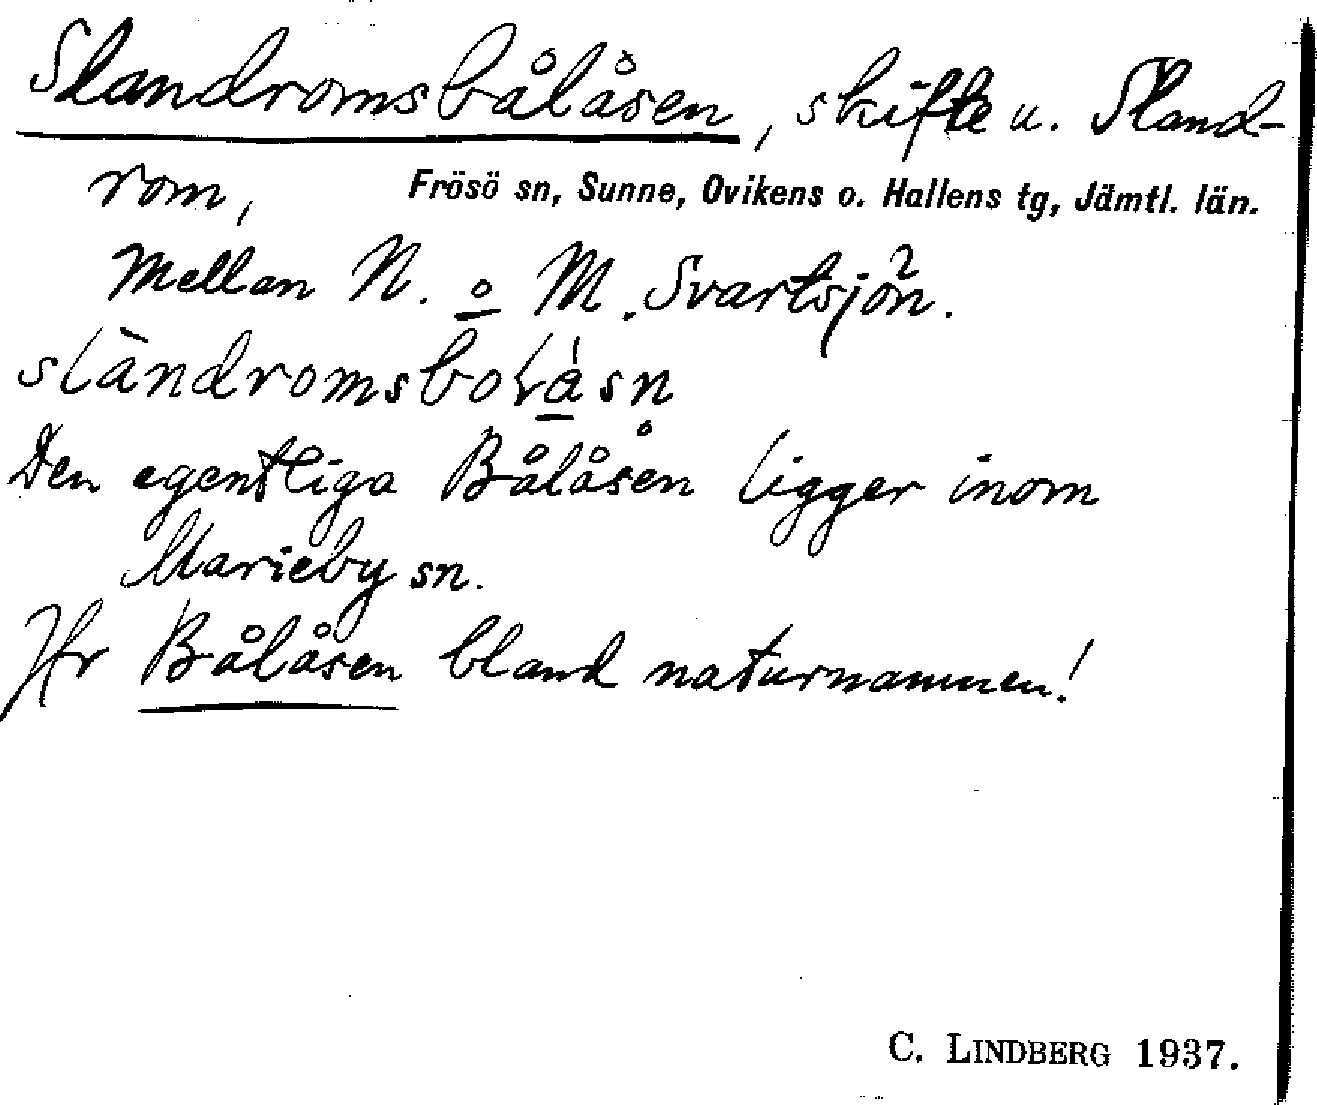 Slandromsbålåsen, skifte u. Sland-
rom, Frösö sn, Sunne, Ovikens o. Hallens tg, Jämtl. län.
Mellan N. o M. Svartsjön.
slàndromsbolásn
Den egentliga Bålåsen ligger inom
Marieby sn.
Jfr Bålåsen bland naturnamnen!
C. LINDBERG 1937.